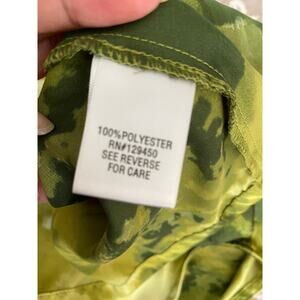 100% POLYESTER
RN#129450
SEE REVERSE
FOR CARE